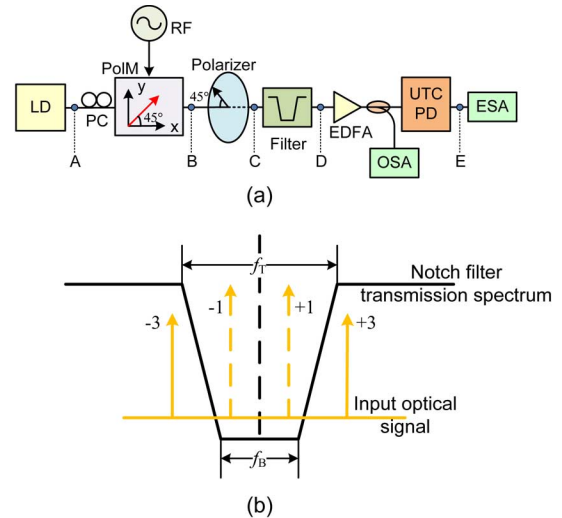 RF
PolM
Polarizer
LD
PC
y
45°
x
45°
Filter
EDFA
UTC
PD
ESA
OSA
A
B
C
D
E
(a)
f_T
Notch filter
transmission spectrum
-3
-1
+1
+3
Input optical
signal
f_B
(b)